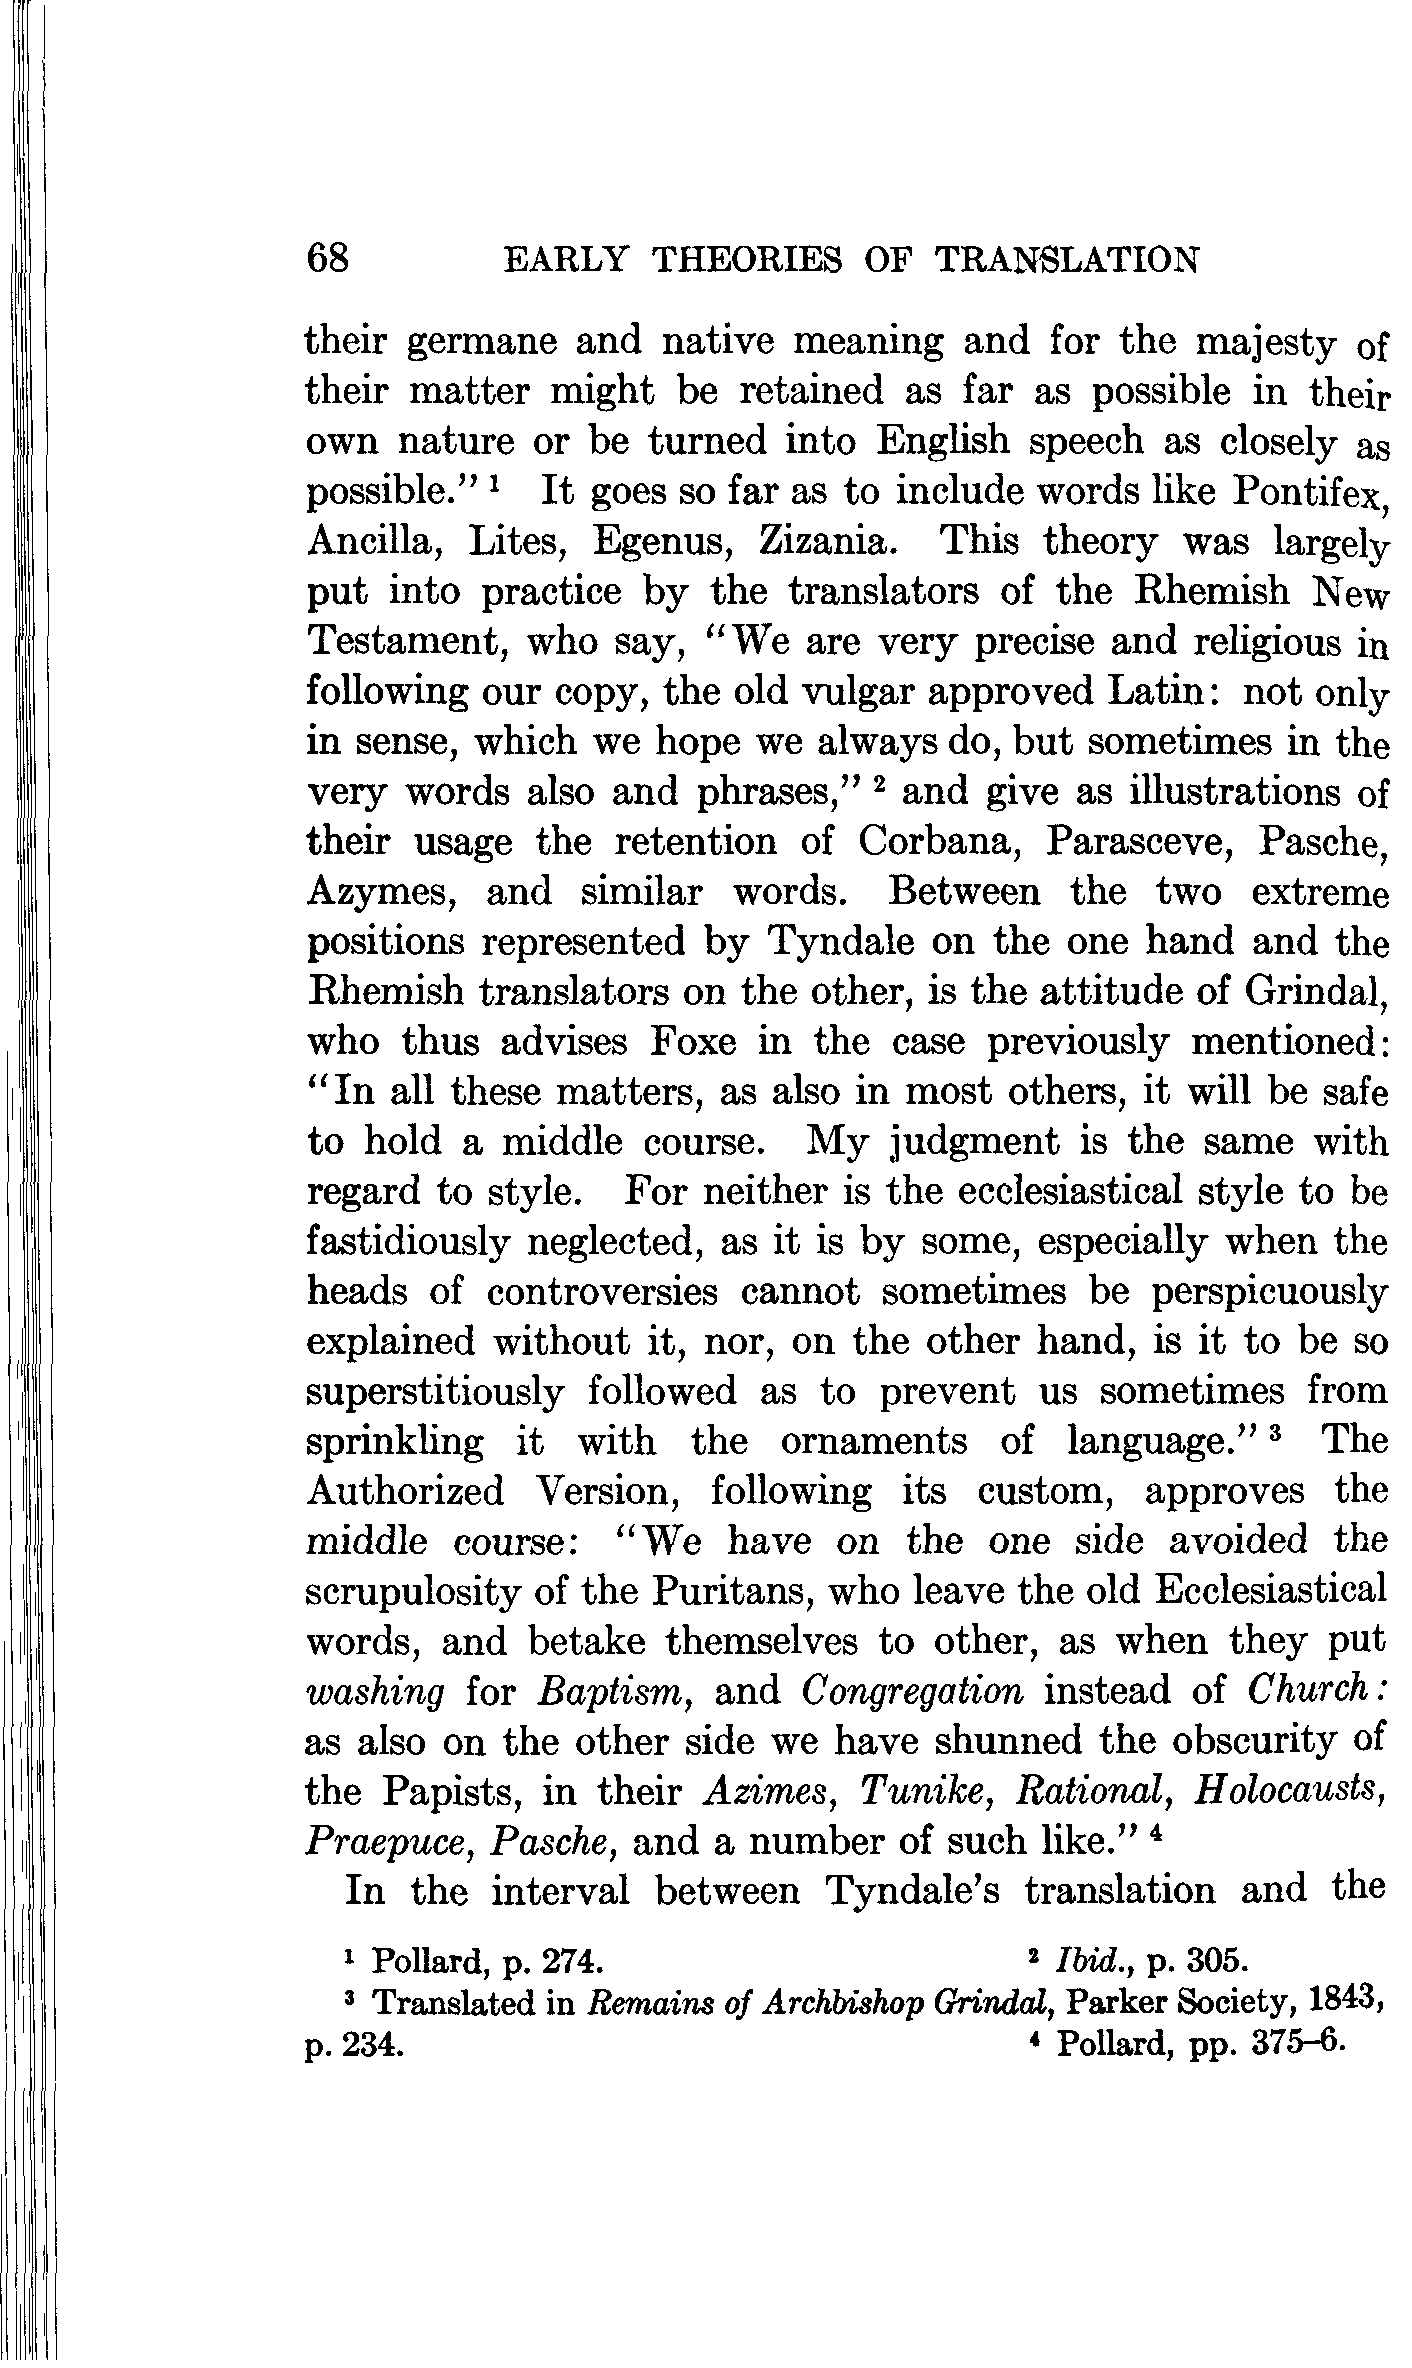 68 EARLY THEORIES OF TRANSLATION
their germane and native meaning and for the majesty of
their matter might be retained as far as possible in their
own nature or be turned into English speech as closely as
possible." ¹ It goes so far as to include words like Pontifex,
Ancilla, Lites, Egenus, Zizania. This theory was largely
put into practice by the translators of the Rhemish New
Testament, who say, "We are very precise and religious in
following our copy, the old vulgar approved Latin: not only
in sense, which we hope we always do, but sometimes in the
very words also and phrases," ² and give as illustrations of
their usage the retention of Corbana, Parasceve, Pasche,
Azymes, and similar words. Between the two extreme
positions represented by Tyndale on the one hand and the
Rhemish translators on the other, is the attitude of Grindal,
who thus advises Foxe in the case previously mentioned:
"In all these matters, as also in most others, it will be safe
to hold a middle course. My judgment is the same with
regard to style. For neither is the ecclesiastical style to be
fastidiously neglected, as it is by some, especially when the
heads of controversies cannot sometimes be perspicuously
explained without it, nor, on the other hand, is it to be so
superstitiously followed as to prevent us sometimes from
sprinkling it with the ornaments of language." ³ The
Authorized Version, following its custom, approves the
middle course: "We have on the one side avoided the
scrupulosity of the Puritans, who leave the old Ecclesiastical
words, and betake themselves to other, as when they put
washing for Baptism, and Congregation instead of Church:
as also on the other side we have shunned the obscurity of
the Papists, in their Azimes, Tunike, Rational, Holocausts,
Praepuce, Pasche, and a number of such like." ⁴
In the interval between Tyndale's translation and the
¹ Pollard, p. 274. ² Ibid., p. 305.
³ Translated in Remains of Archbishop Grindal, Parker Society, 1843,
p. 234. ⁴ Pollard, pp. 375–6.